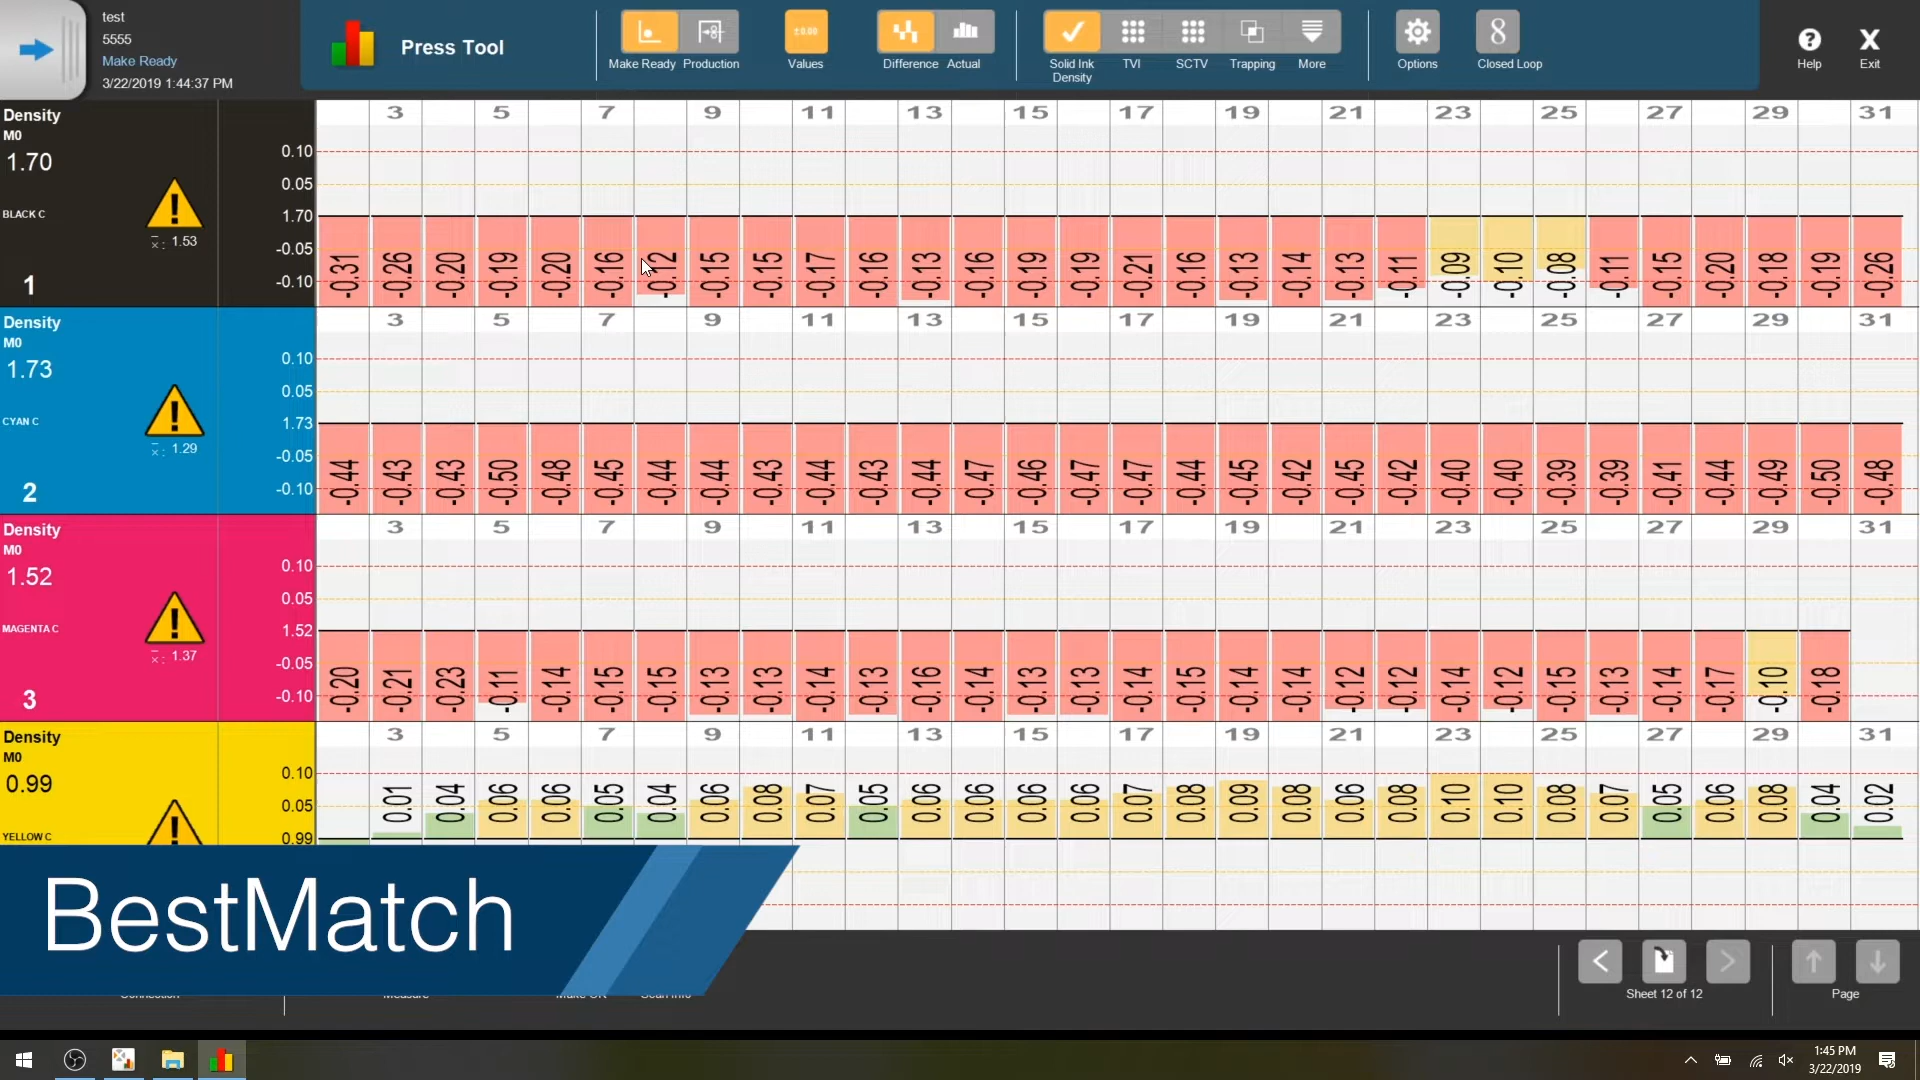 test
5555
Make Ready
3/22/2019 1:44:37 PM
Press Tool
Make Ready Production
±0.00
Values
Difference Actual
Solid Ink Density TVI SCTV Trapping More
Options
8
Closed Loop
? Help
X Exit
Density
M0
1.70
BLACK C
x: 1.53
1
0.10
0.05
1.70
-0.05
-0.10
3 5 7 9 11 13 15 17 19 21 23 25 27 29 31
-0.31 -0.26 -0.20 -0.19 -0.20 -0.16 -0.12 -0.15 -0.15 -0.17 -0.16 -0.13 -0.16 -0.19 -0.19 -0.21 -0.16 -0.13 -0.14 -0.13 -0.11 -0.09 -0.10 -0.08 -0.11 -0.15 -0.20 -0.18 -0.19 -0.26
Density
M0
1.73
CYAN C
x: 1.29
2
0.10
0.05
1.73
-0.05
-0.10
3 5 7 9 11 13 15 17 19 21 23 25 27 29 31
-0.44 -0.43 -0.43 -0.50 -0.48 -0.45 -0.44 -0.44 -0.43 -0.44 -0.43 -0.44 -0.47 -0.46 -0.47 -0.47 -0.44 -0.45 -0.42 -0.45 -0.42 -0.40 -0.40 -0.39 -0.39 -0.41 -0.44 -0.49 -0.50 -0.48
Density
M0
1.52
MAGENTA C
x: 1.37
3
0.10
0.05
1.52
-0.05
-0.10
3 5 7 9 11 13 15 17 19 21 23 25 27 29 31
-0.20 -0.21 -0.23 -0.11 -0.14 -0.15 -0.15 -0.13 -0.13 -0.14 -0.13 -0.16 -0.14 -0.13 -0.13 -0.14 -0.15 -0.14 -0.14 -0.12 -0.12 -0.14 -0.12 -0.15 -0.13 -0.14 -0.17 -0.10 -0.18
Density
M0
0.99
YELLOW C
0.10
0.05
0.99
3 5 7 9 11 13 15 17 19 21 23 25 27 29 31
0.01 0.04 0.06 0.06 0.05 0.04 0.06 0.08 0.07 0.05 0.06 0.06 0.06 0.06 0.07 0.08 0.09 0.08 0.06 0.08 0.10 0.10 0.08 0.07 0.05 0.06 0.08 0.04 0.02
BestMatch
Connection Measure Make OK Scan Info
Sheet 12 of 12
Page
1:45 PM
3/22/2019